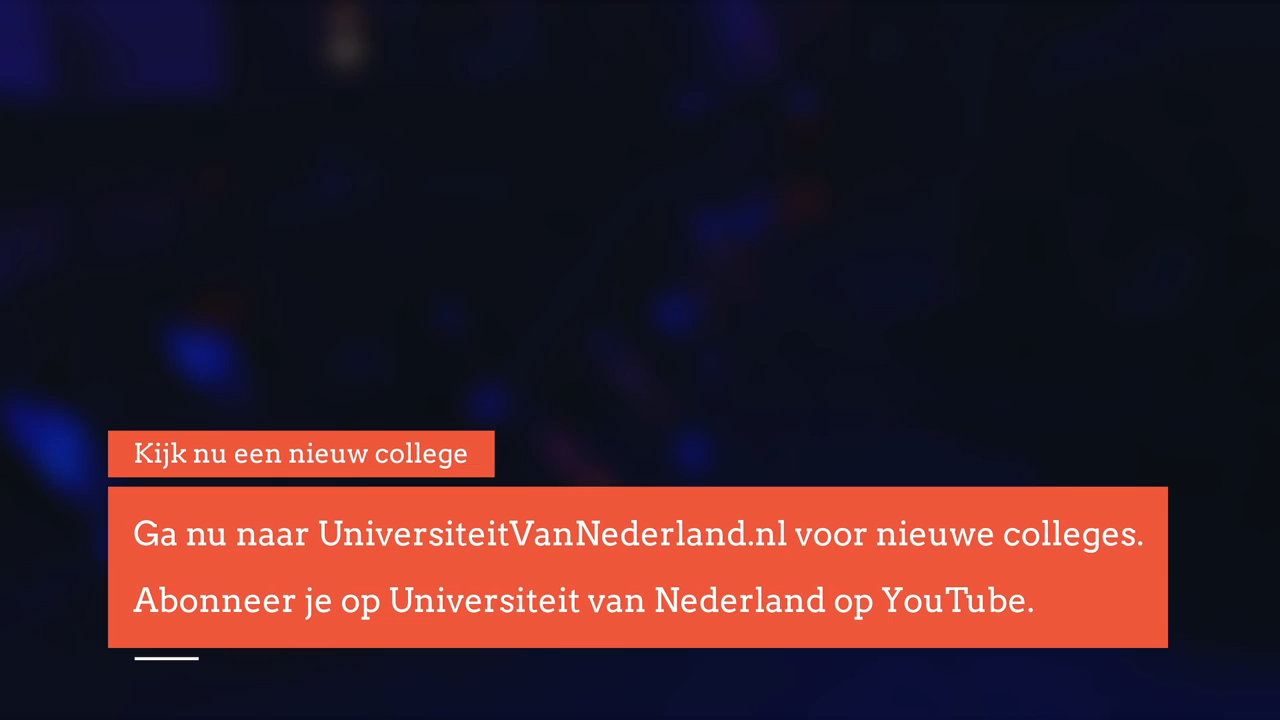 Kijk nu een nieuw college
Ga nu naar UniversiteitVanNederland.nl voor nieuwe colleges.
Abonneer je op Universiteit van Nederland op YouTube.